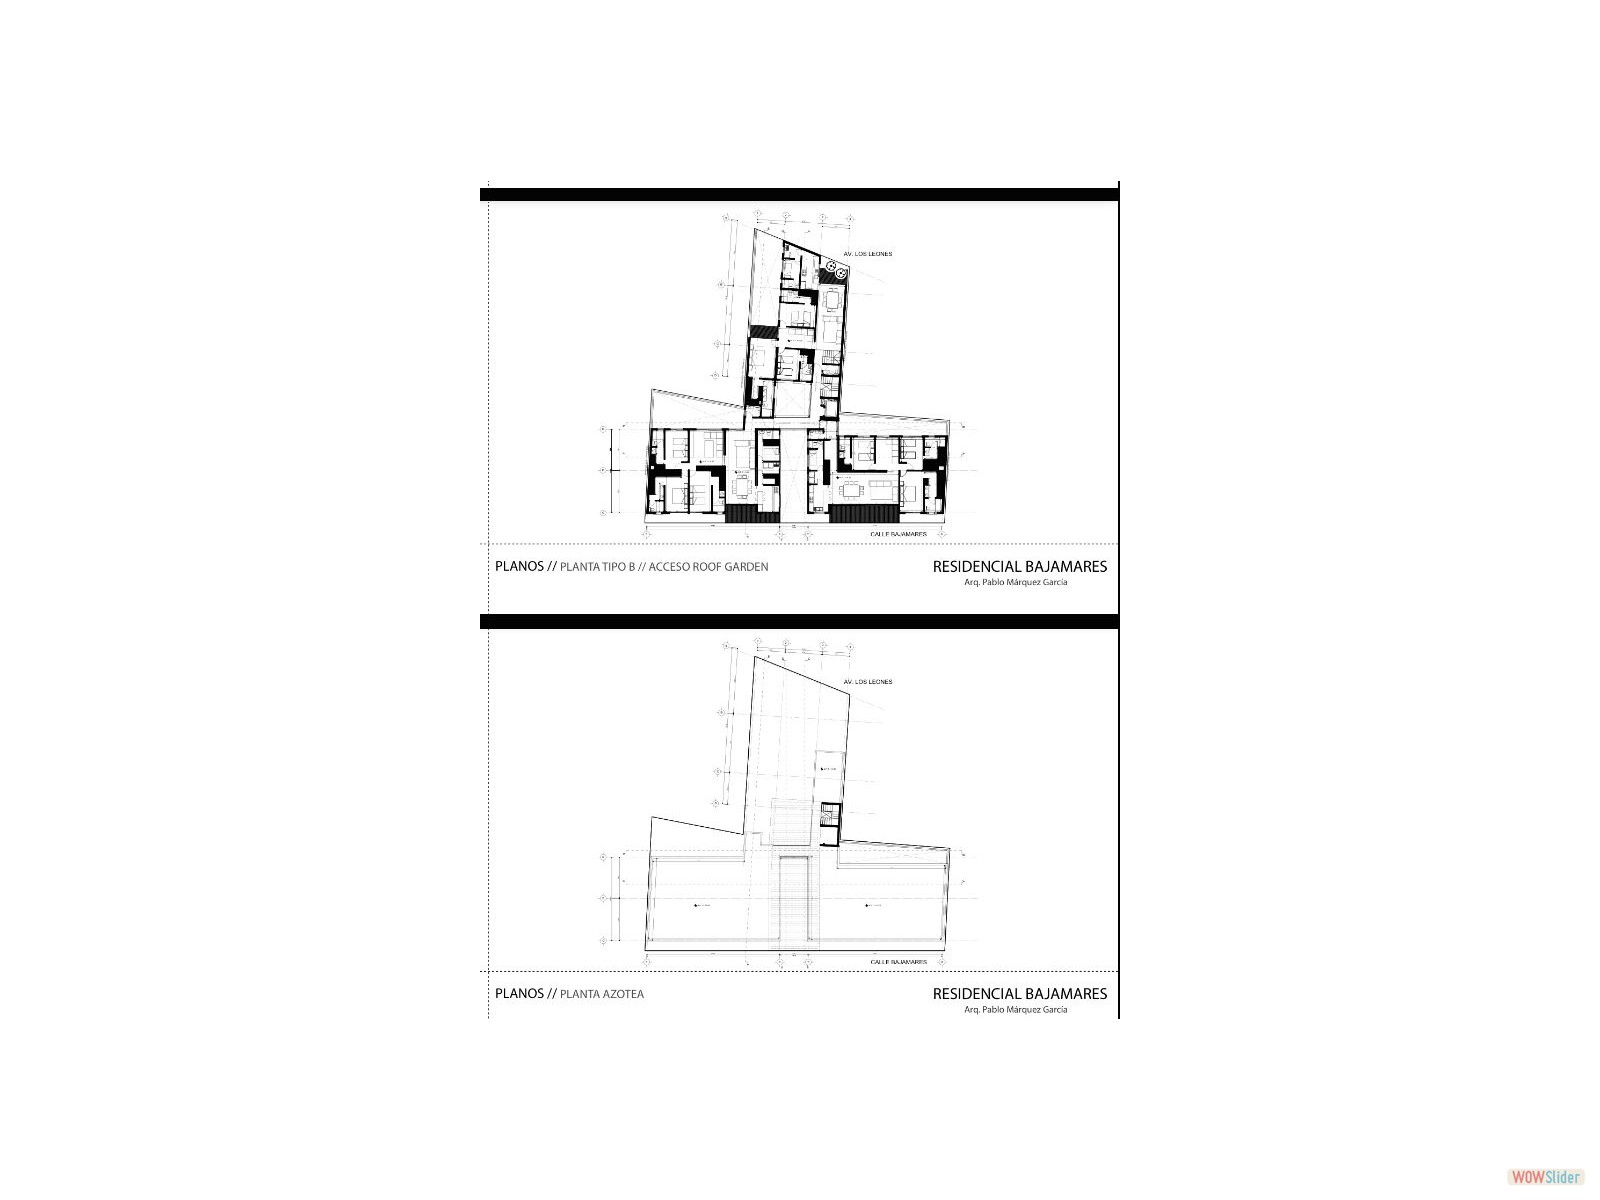 AV. LOS LEONES
CALLE BAJAMARES
PLANOS // PLANTA TIPO B // ACCESO ROOF GARDEN
RESIDENCIAL BAJAMARES
Arq. Pablo Márquez García
AV. LOS LEONES
CALLE BAJAMARES
PLANOS // PLANTA AZOTEA
RESIDENCIAL BAJAMARES
Arq. Pablo Márquez García
WOWSlider